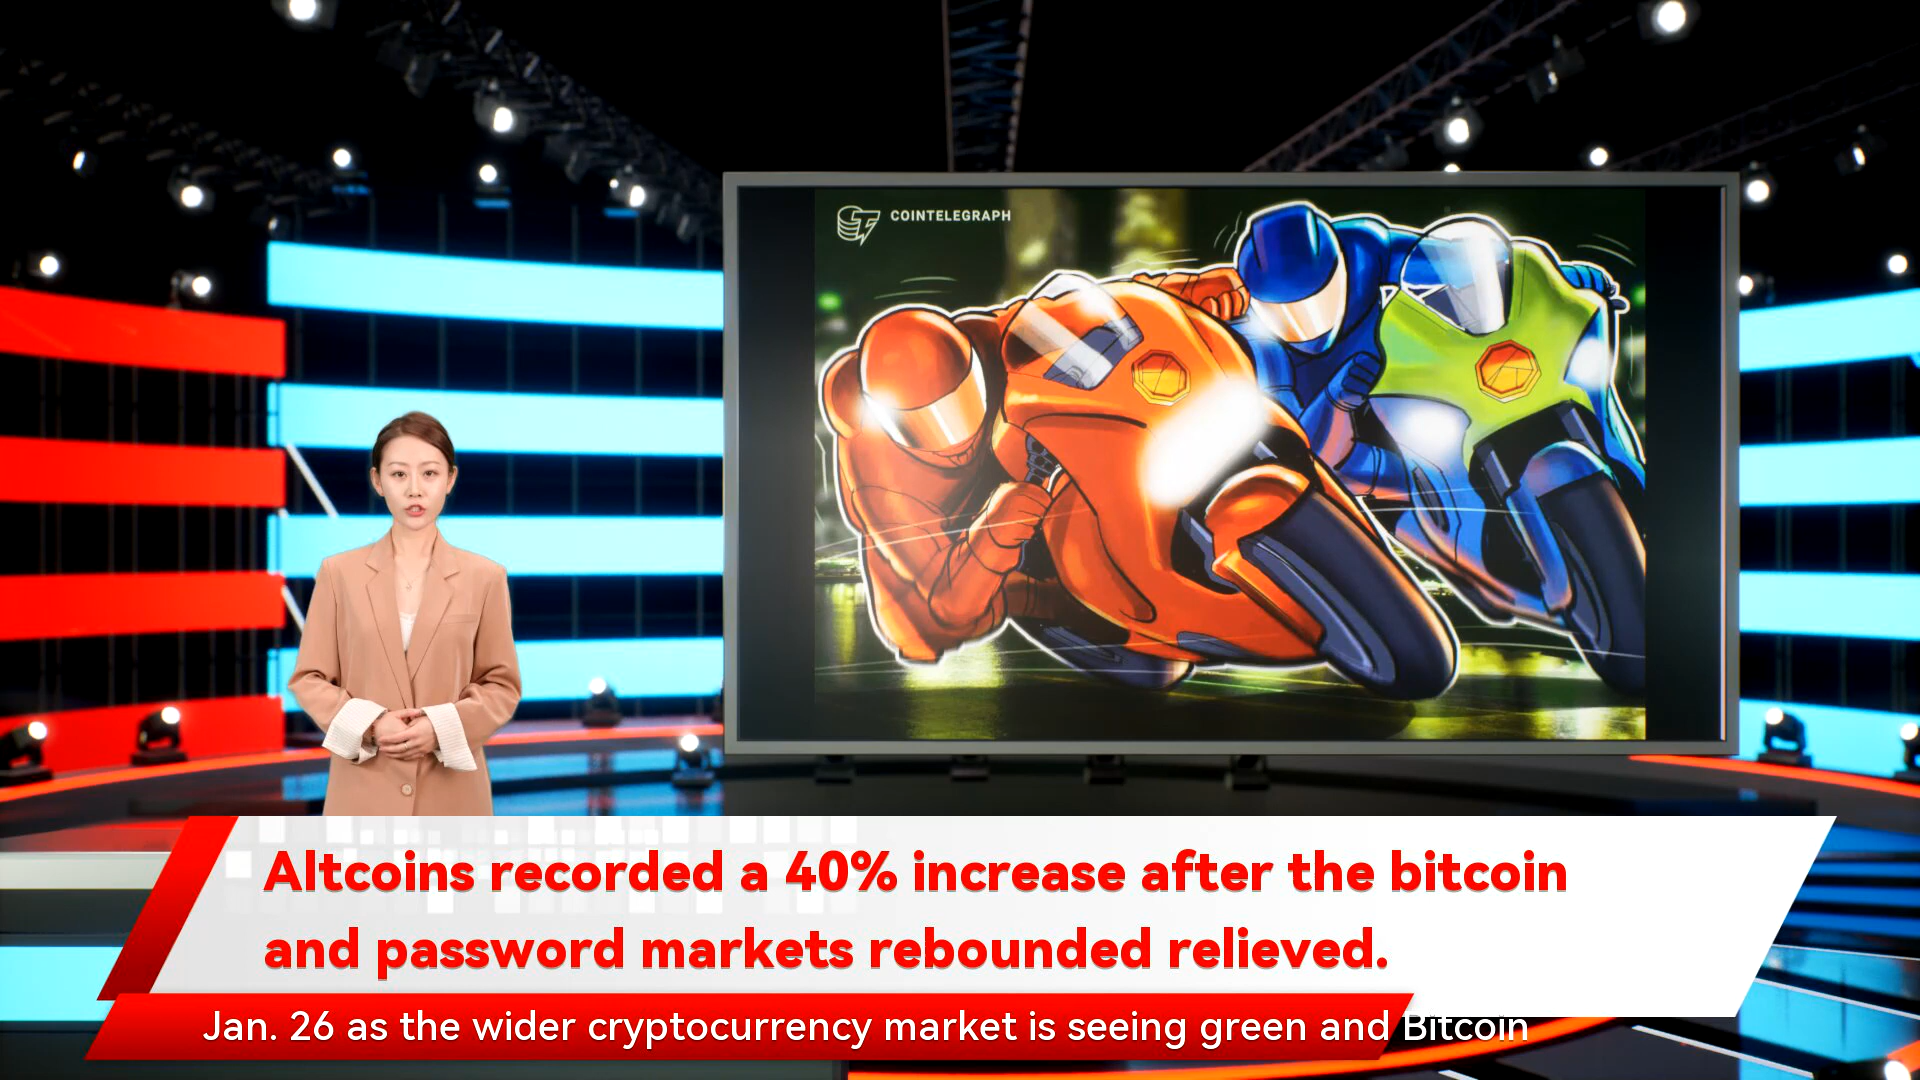 COINTELEGRAPH
Altcoins recorded a 40% increase after the bitcoin
and password markets rebounded relieved.
Jan. 26 as the wider cryptocurrency market is seeing green and Bitcoin